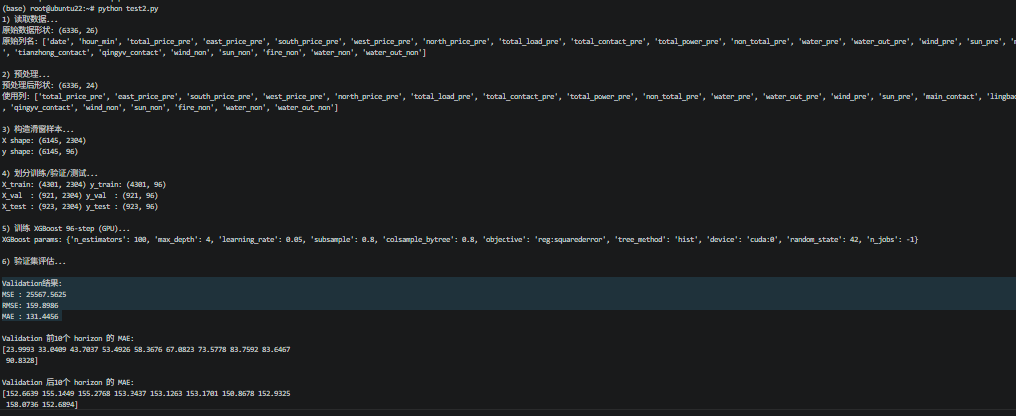 (base) root@ubuntu22:~# python test2.py
1) 读取数据...
原始数据形状: (6336, 26)
原始列名: ['date', 'hour_min', 'total_price_pre', 'east_price_pre', 'south_price_pre', 'west_price_pre', 'north_price_pre', 'total_load_pre', 'total_contact_pre', 'total_power_pre', 'non_total_pre', 'water_pre', 'water_out_pre', 'wind_pre', 'sun_pre',
', 'tianzhong_contact', 'qingyv_contact', 'wind_non', 'sun_non', 'fire_non', 'water_non', 'water_out_non']
2) 预处理...
预处理后形状: (6336, 24)
使用列: ['total_price_pre', 'east_price_pre', 'south_price_pre', 'west_price_pre', 'north_price_pre', 'total_load_pre', 'total_contact_pre', 'total_power_pre', 'non_total_pre', 'water_pre', 'water_out_pre', 'wind_pre', 'sun_pre', 'main_contact', 'lingbao
, 'qingyv_contact', 'wind_non', 'sun_non', 'fire_non', 'water_non', 'water_out_non']
3) 构造滑窗样本...
X shape: (6145, 2304)
y shape: (6145, 96)
4) 划分训练/验证/测试...
X_train: (4301, 2304) y_train: (4301, 96)
X_val  : (921, 2304) y_val  : (921, 96)
X_test : (923, 2304) y_test : (923, 96)
5) 训练 XGBoost 96-step (GPU)...
XGBoost params: {'n_estimators': 100, 'max_depth': 4, 'learning_rate': 0.05, 'subsample': 0.8, 'colsample_bytree': 0.8, 'objective': 'reg:squarederror', 'tree_method': 'hist', 'device': 'cuda:0', 'random_state': 42, 'n_jobs': -1}
6) 验证集评估...
Validation结果:
MSE : 25567.5625
RMSE: 159.8986
MAE : 131.4456
Validation 前10个 horizon 的 MAE:
[23.9993 33.0409 43.7037 53.4926 58.3676 67.0823 73.5778 83.7592 83.6467
90.8328]
Validation 后10个 horizon 的 MAE:
[152.6639 155.1449 155.2768 153.3437 153.1263 153.1701 150.8678 152.9325
158.0736 152.6894]